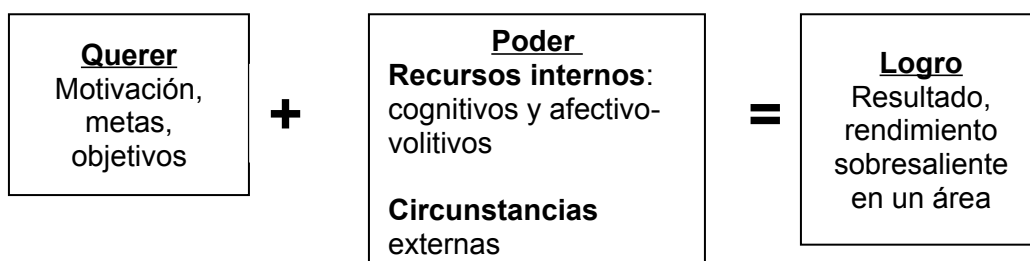 Querer
Motivación,
metas,
objetivos
+
Poder
Recursos internos:
cognitivos y afectivo-
volitivos
Circunstancias
externas
=
Logro
Resultado,
rendimiento
sobresaliente
en un área